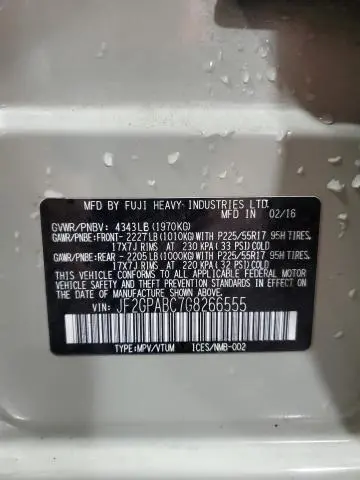 MFD BY FUJI HEAVY INDUSTRIES LTD.
MFD IN 02/16
GVWR/PNBV: 4343LB(1970KG)
GAWR/PNBE:FRONT- 2227LB(1010KG)WITH P225/55R17 95H TIRES,
17X7J RIMS AT 230 KPA(33 PSI)COLD
GAWR/PNBE:REAR - 2205LB(1000KG)WITH P225/55R17 95H TIRES,
17X7J RIMS AT 220 KPA(32 PSI)COLD
THIS VEHICLE CONFORMS TO ALL APPLICABLE FEDERAL MOTOR VEHICLE SAFETY, BUMPER, AND THEFT PREVENTION STANDARDS IN EFFECT ON THE DATE OF MANUFACTURE SHOWN ABOVE.
VIN: JF2GPABC7G8266555
TYPE:MPV/VTUM ICES/NMB-002